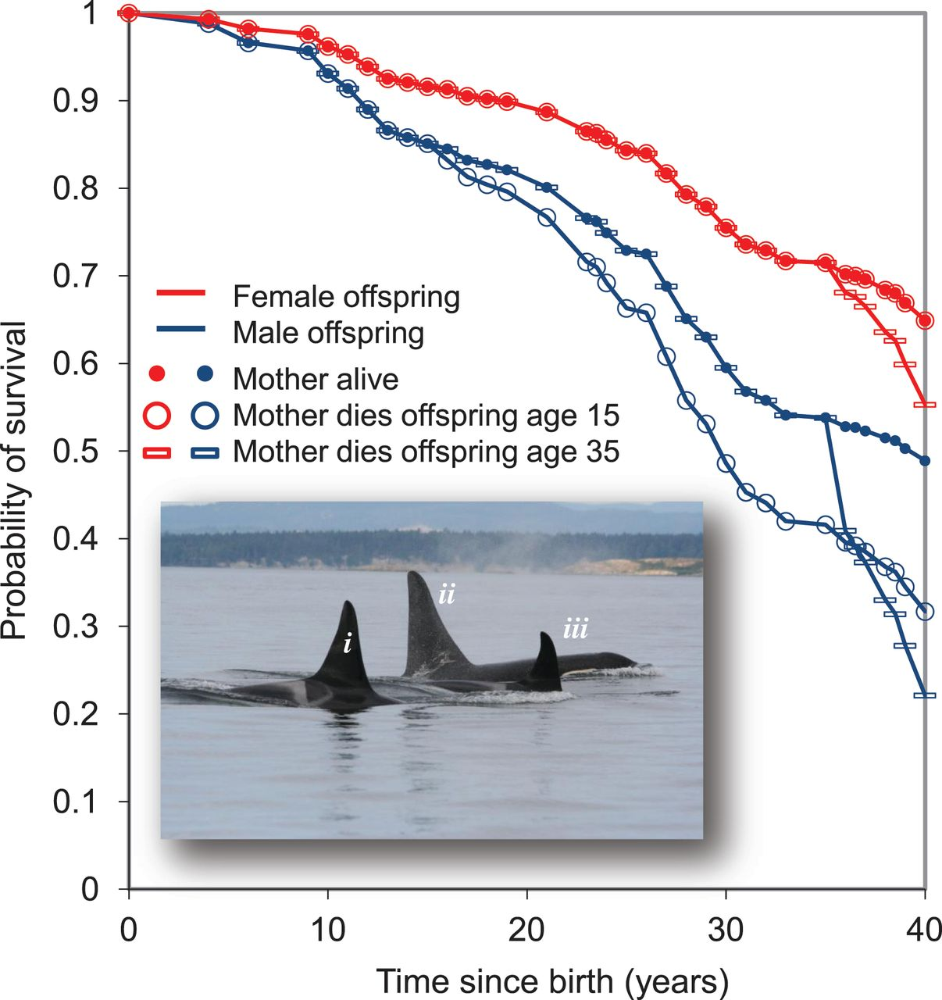 1
0.9
0.8
0.7
0.6
0.5
0.4
0.3
0.2
0.1
0
Probability of survival
Female offspring
Male offspring
Mother alive
Mother dies offspring age 15
Mother dies offspring age 35
i
ii
iii
0 10 20 30 40
Time since birth (years)